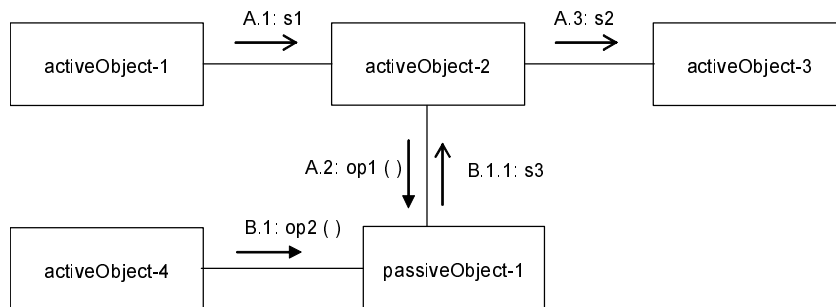 A.1: s1
A.3: s2
activeObject-1
activeObject-2
activeObject-3
A.2: op1 ( )
B.1.1: s3
B.1: op2 ( )
activeObject-4
passiveObject-1